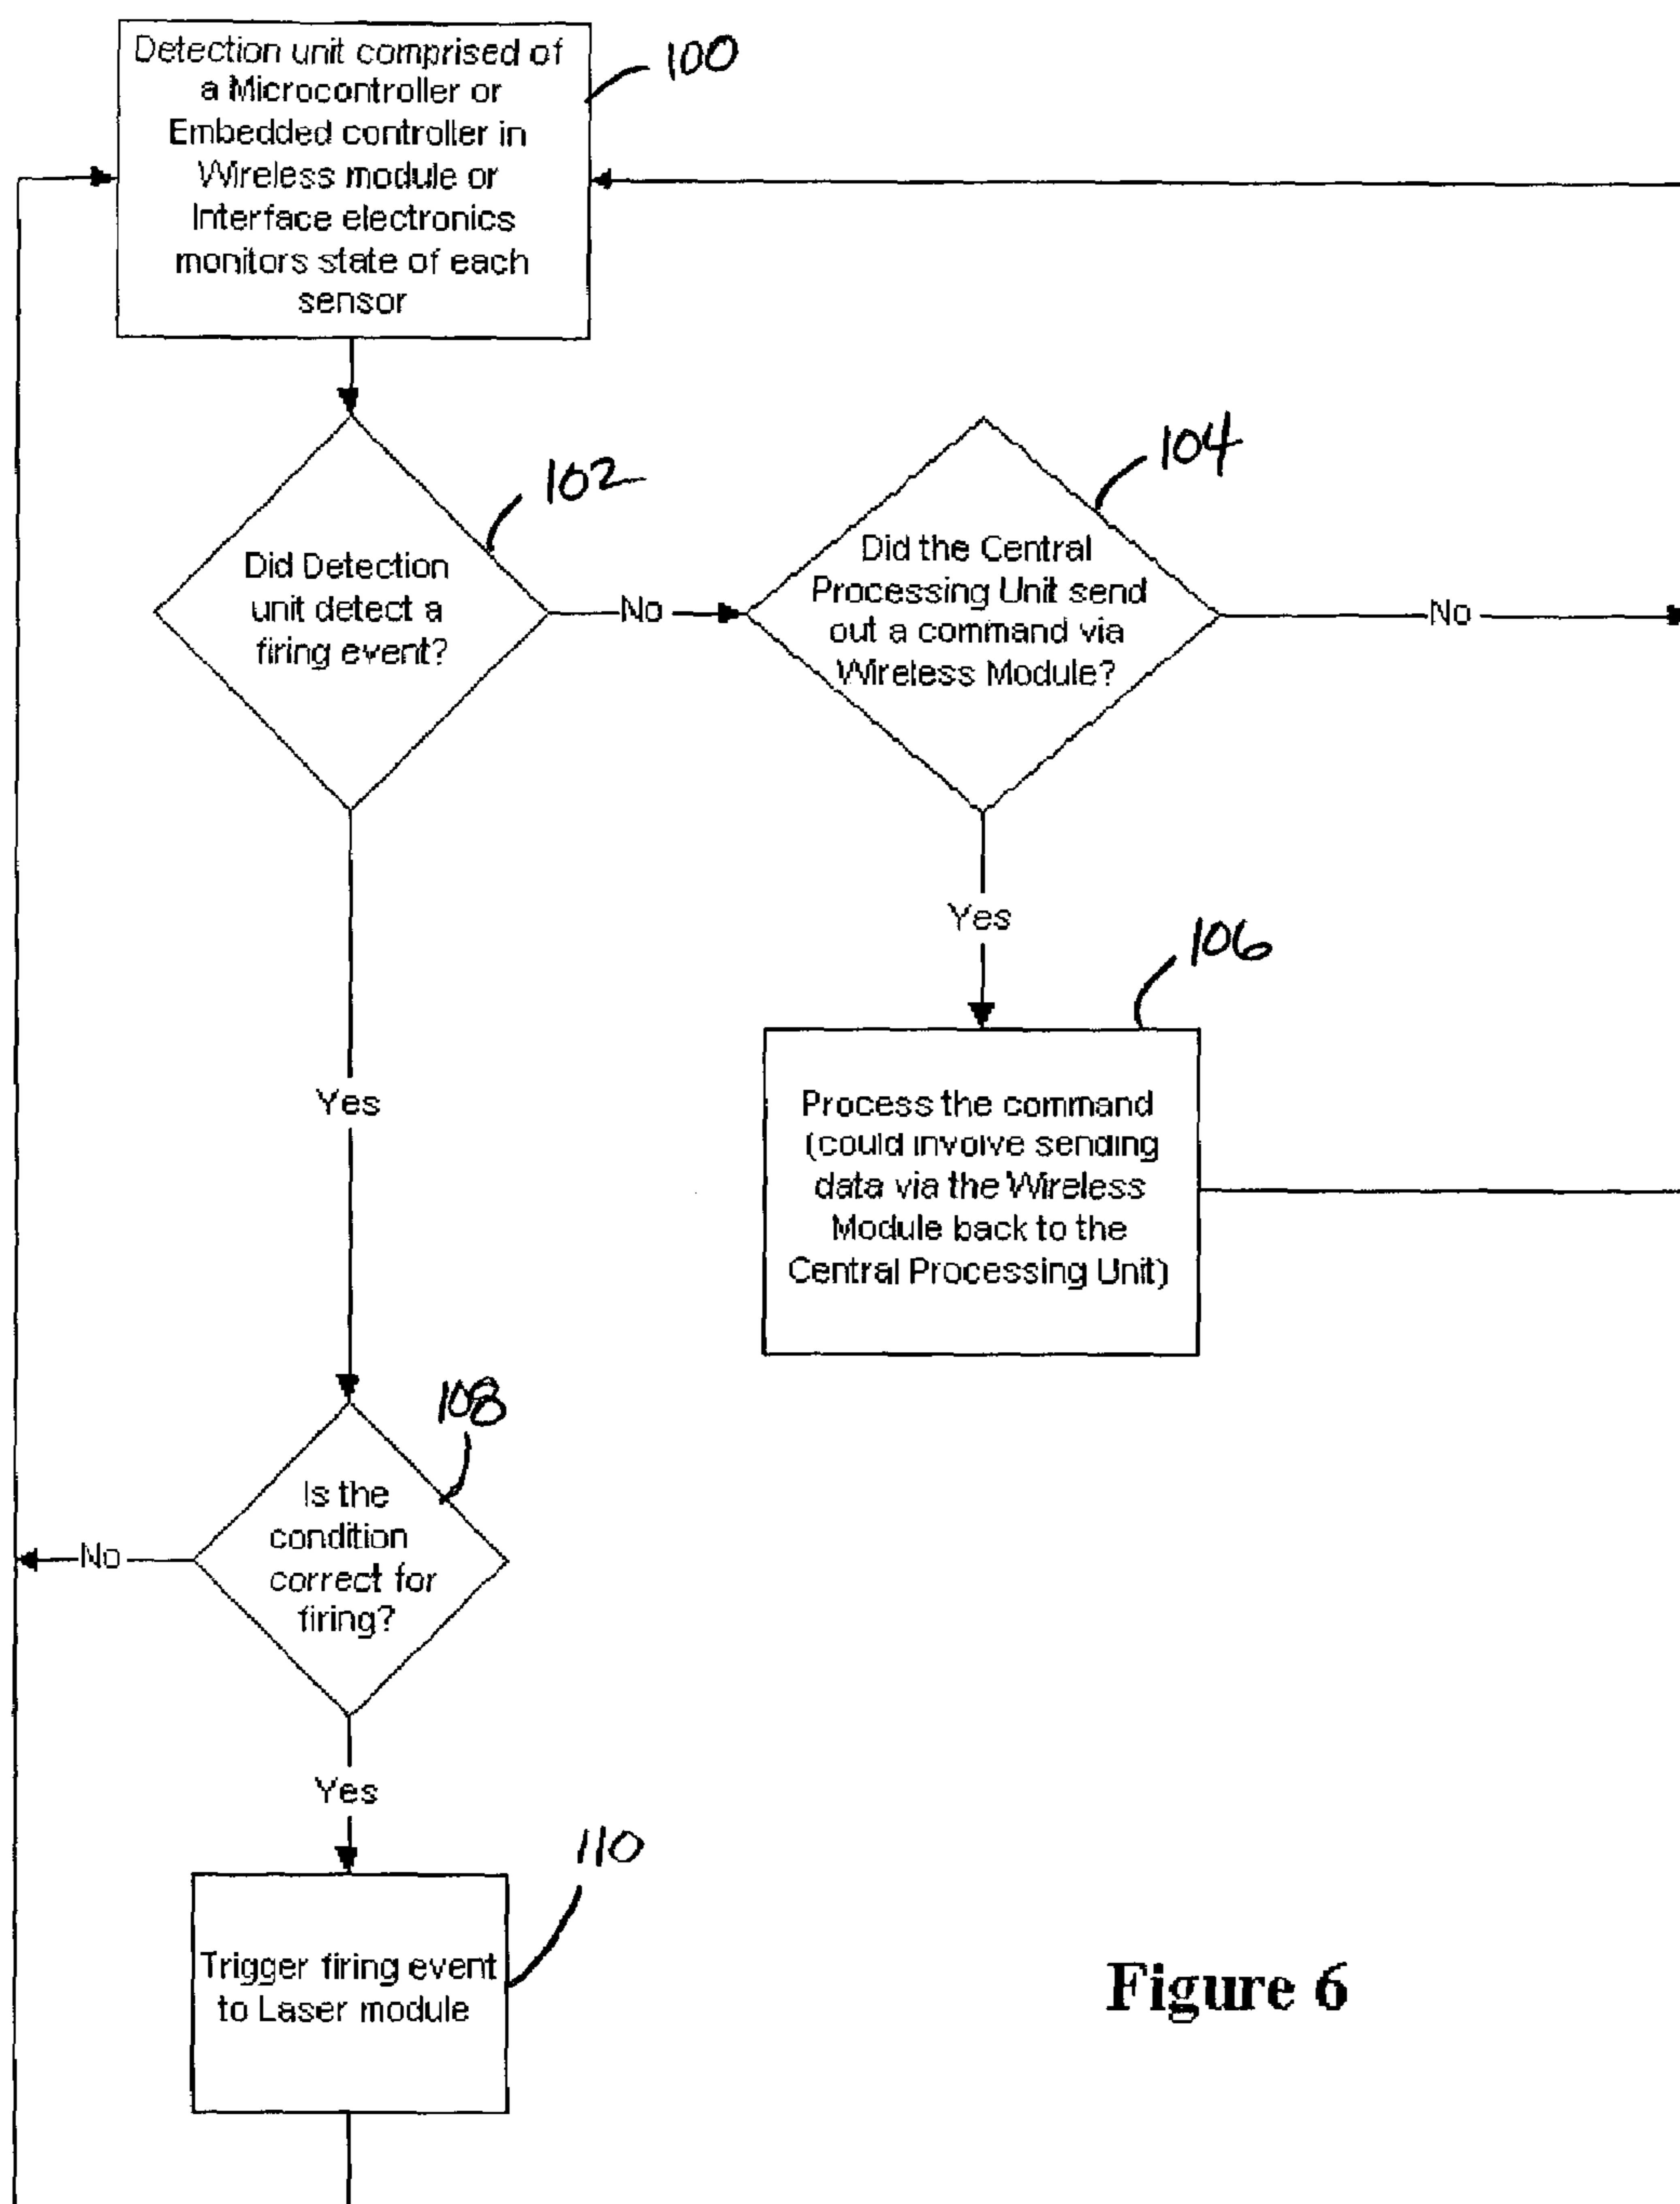 Detection unit comprised of
a Microcontroller or
Embedded controller in
Wireless module or
Interface electronics
monitors state of each
sensor
100
102
Did Detection
unit detect a
firing event?
No
104
Did the Central
Processing Unit send
out a command via
Wireless Module?
No
Yes
106
Process the command
(could involve sending
data via the Wireless
Module back to the
Central Processing Unit)
Yes
108
Is the
condition
correct for
firing?
No
Yes
110
Trigger firing event
to Laser module
Figure 6